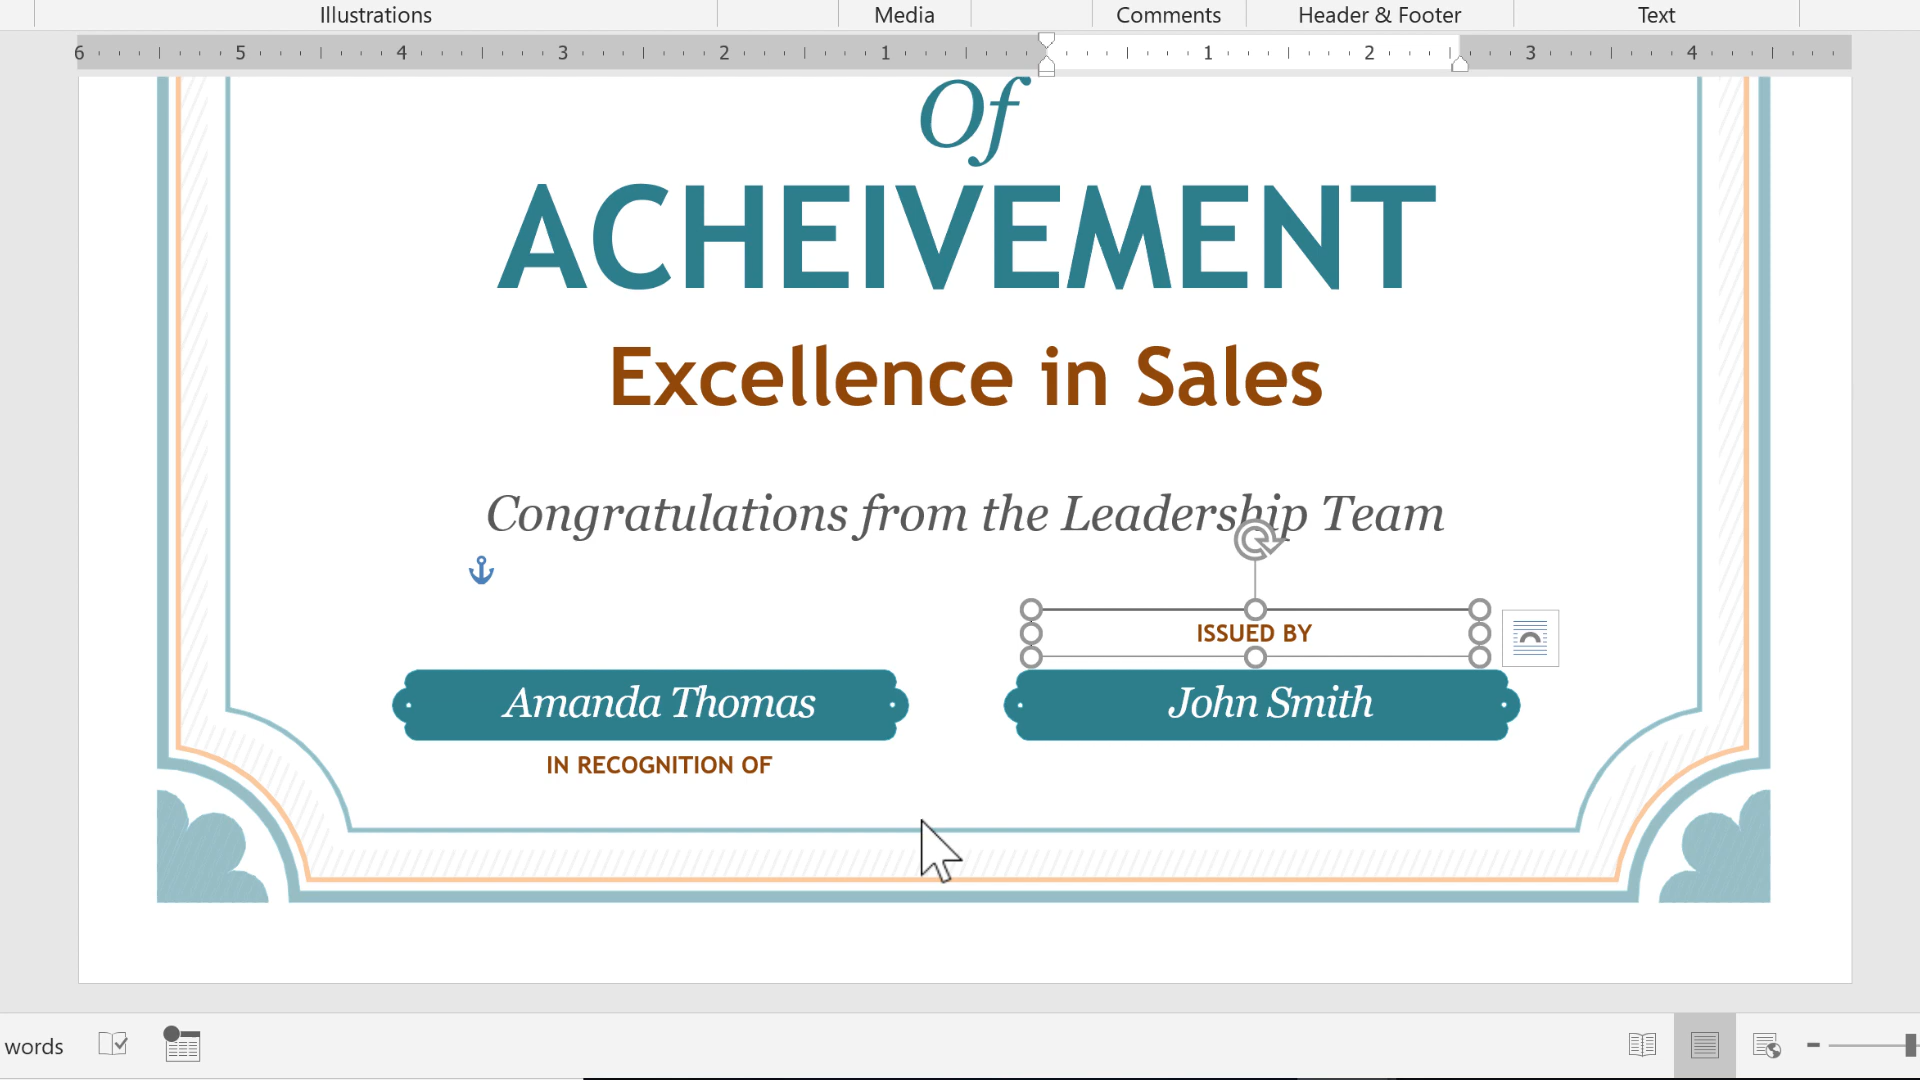 Illustrations Media Comments Header & Footer Text
6 5 4 3 2 1 1 2 3 4
Of
ACHEIVEMENT
Excellence in Sales
Congratulations from the Leadership Team
ISSUED BY
Amanda Thomas John Smith
IN RECOGNITION OF
words